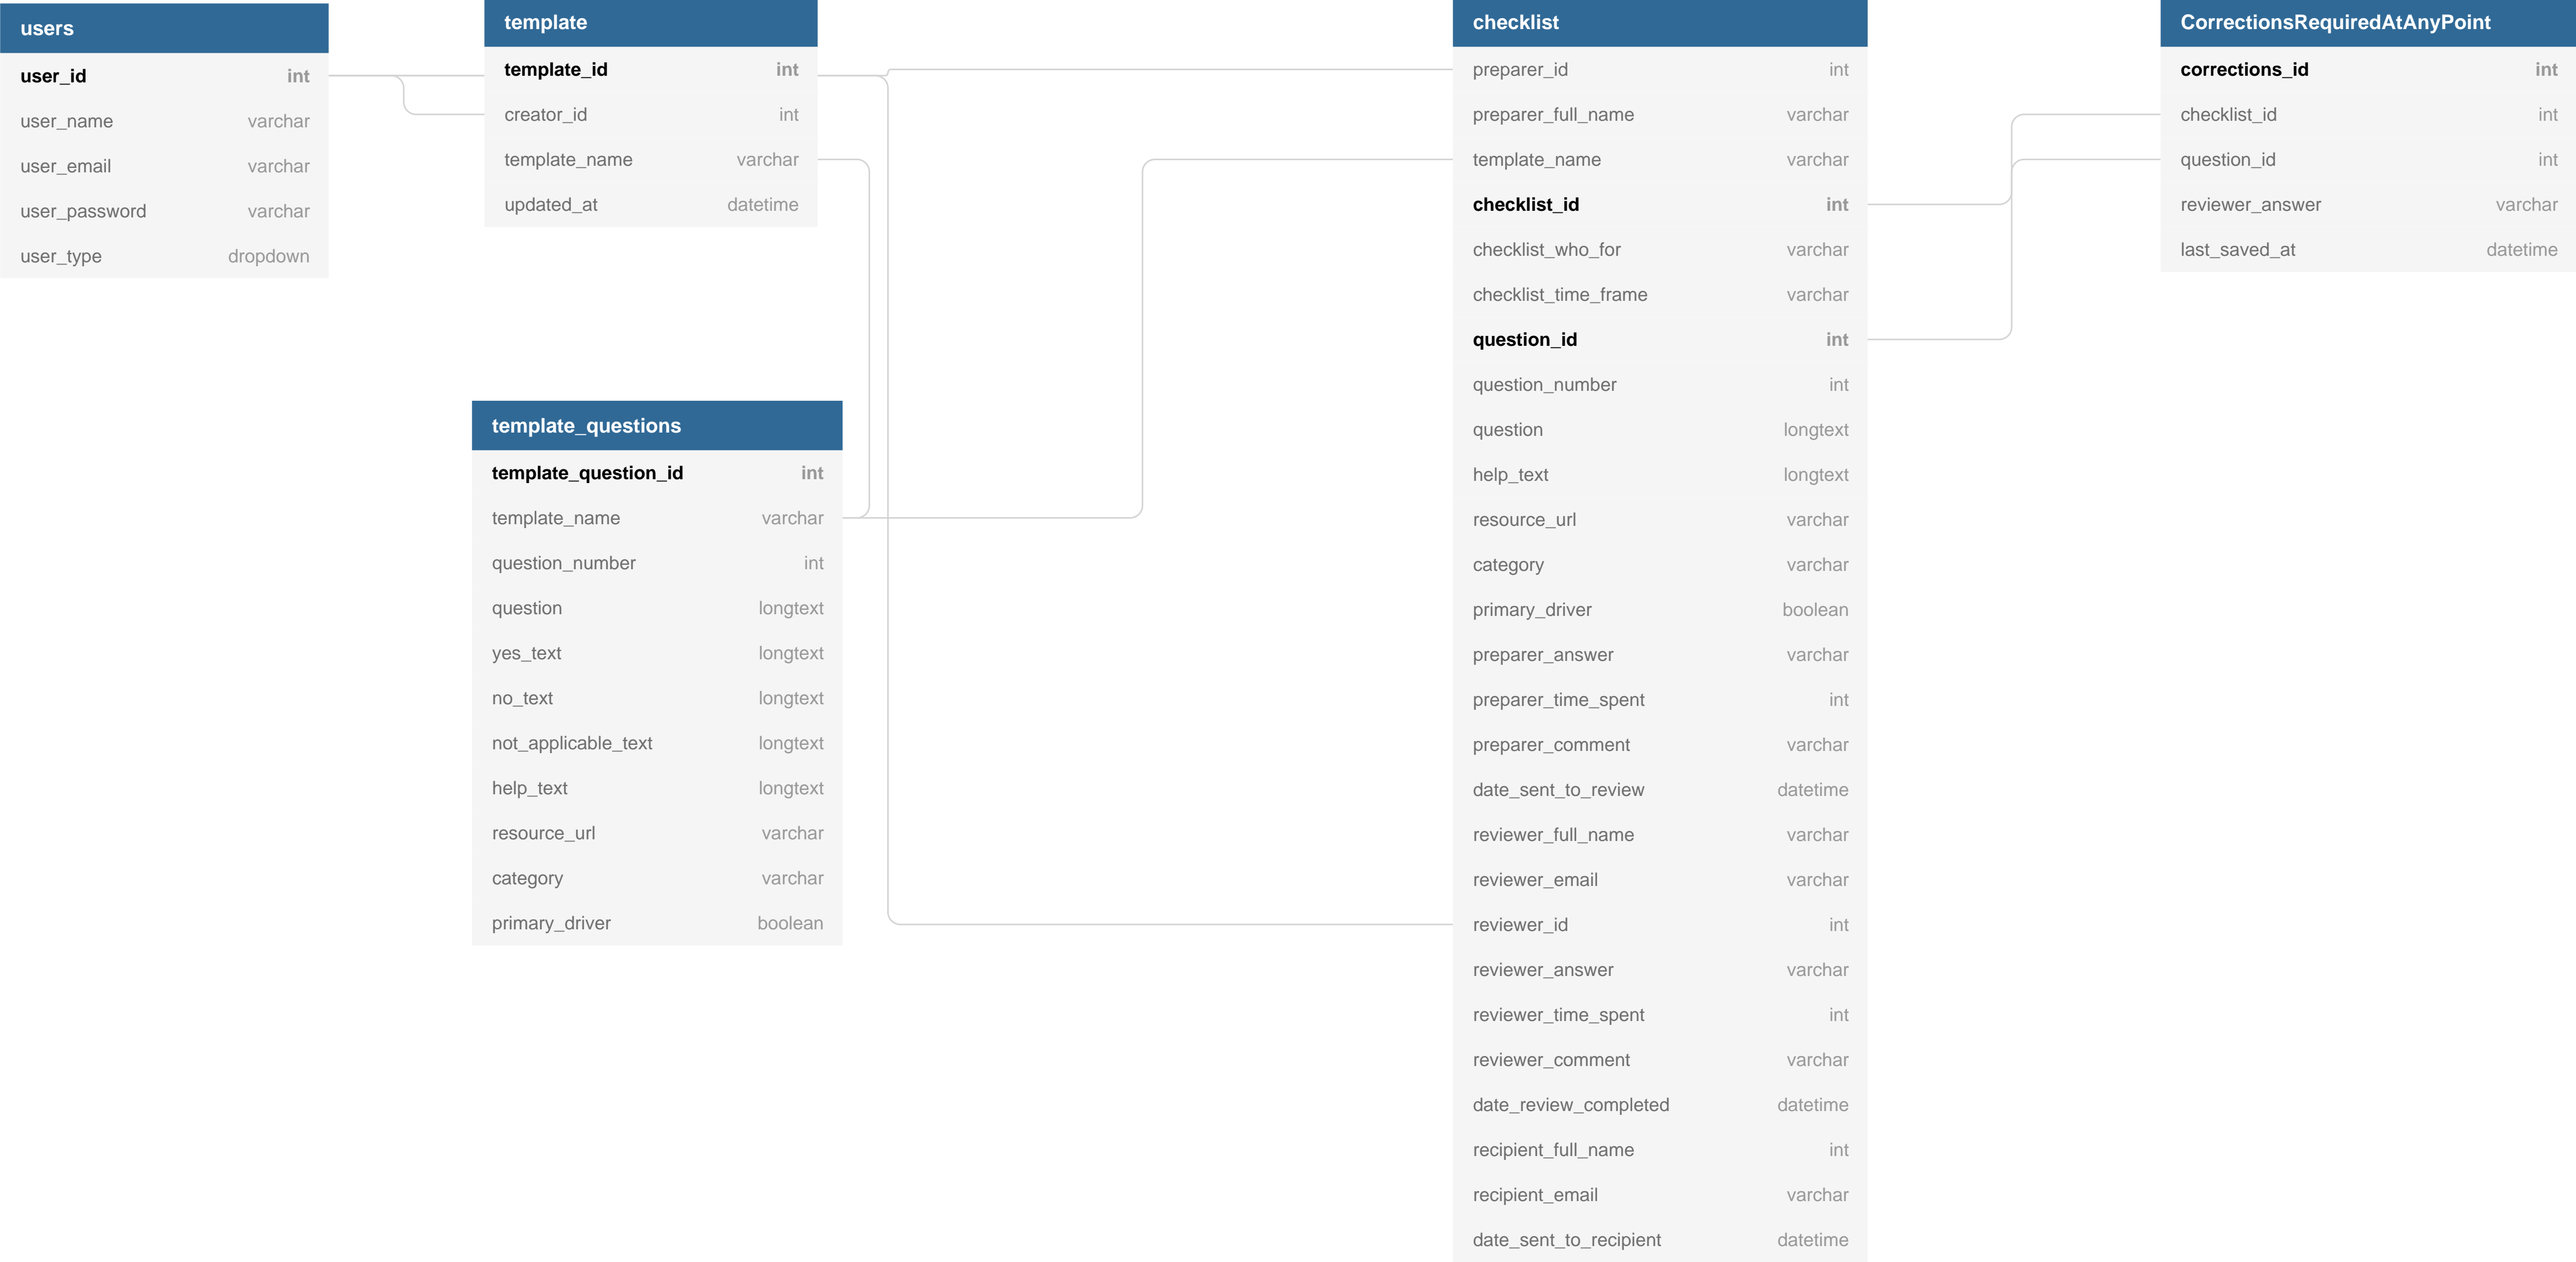 users
user_id int
user_name varchar
user_email varchar
user_password varchar
user_type dropdown
template
template_id int
creator_id int
template_name varchar
updated_at datetime
template_questions
template_question_id int
template_name varchar
question_number int
question longtext
yes_text longtext
no_text longtext
not_applicable_text longtext
help_text longtext
resource_url varchar
category varchar
primary_driver boolean
checklist
preparer_id int
preparer_full_name varchar
template_name varchar
checklist_id int
checklist_who_for varchar
checklist_time_frame varchar
question_id int
question_number int
question longtext
help_text longtext
resource_url varchar
category varchar
primary_driver boolean
preparer_answer varchar
preparer_time_spent int
preparer_comment varchar
date_sent_to_review datetime
reviewer_full_name varchar
reviewer_email varchar
reviewer_id int
reviewer_answer varchar
reviewer_time_spent int
reviewer_comment varchar
date_review_completed datetime
recipient_full_name int
recipient_email varchar
date_sent_to_recipient datetime
CorrectionsRequiredAtAnyPoint
corrections_id int
checklist_id int
question_id int
reviewer_answer varchar
last_saved_at datetime